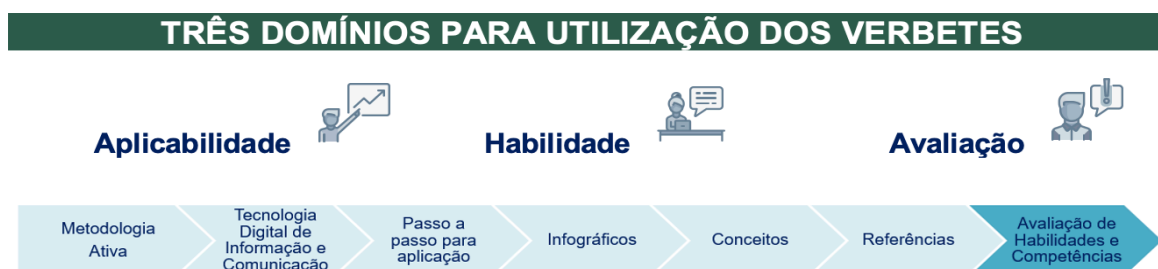 TRÊS DOMÍNIOS PARA UTILIZAÇÃO DOS VERBETES
Aplicabilidade
Habilidade
Avaliação
Metodologia
Ativa
Tecnologia
Digital de
Informação e
Comunicação
Passo a
passo para
aplicação
Infográficos
Conceitos
Referências
Avaliação de
Habilidades e
Competências